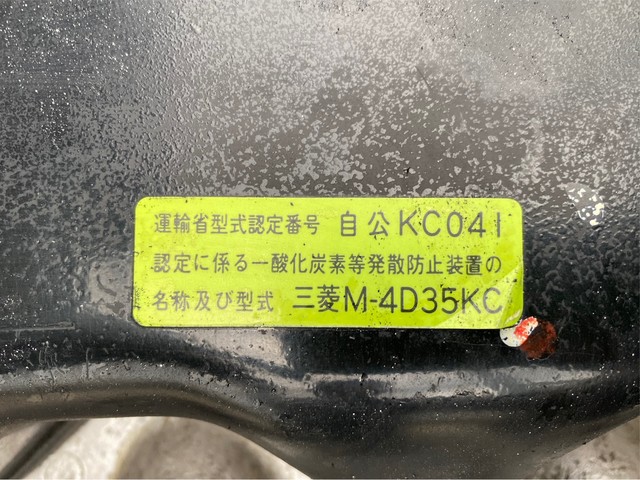 運輸省型式認定番号 自公KC041
認定に係る一酸化炭素等発散防止装置の
名称及び型式 三菱M-4D35KC